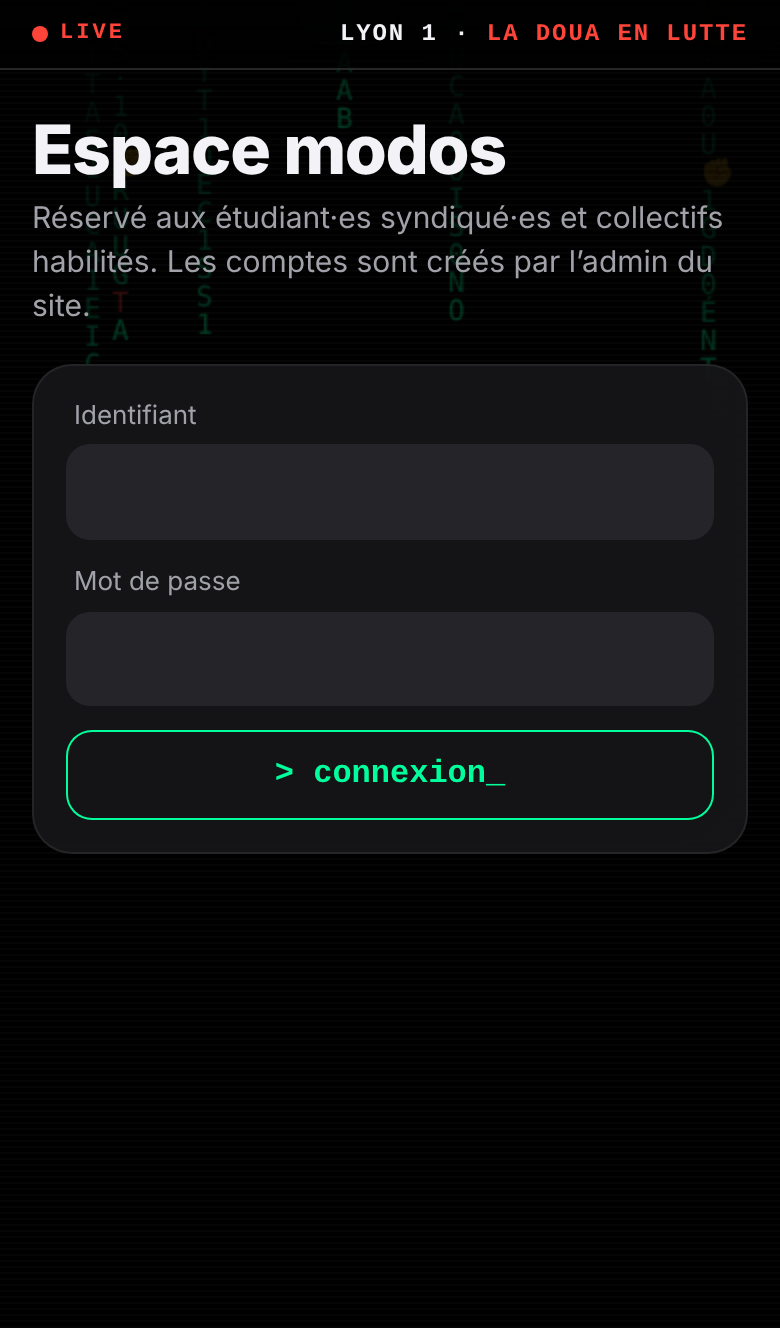 LIVE
LYON 1 · LA DOUA EN LUTTE
Espace modos
Réservé aux étudiant·es syndiqué·es et collectifs
habilités. Les comptes sont créés par l’admin du
site.
Identifiant
Mot de passe
> connexion_